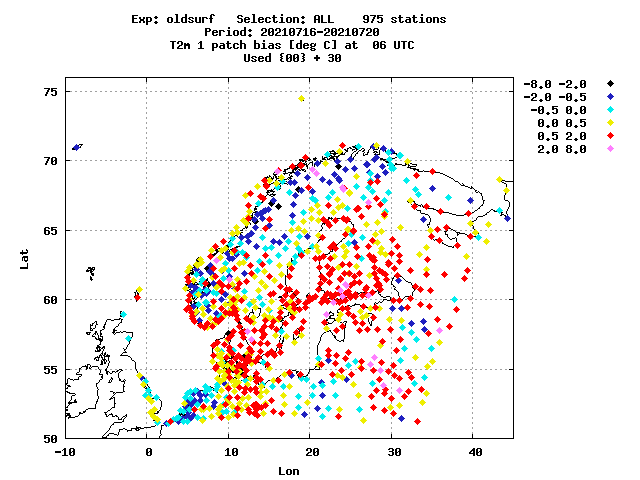 Exp: oldsurf   Selection: ALL    975 stations
Period: 20210716-20210720
T2m 1 patch bias [deg C] at  06 UTC
Used {00} + 30
-8.0 -2.0
-2.0 -0.5
-0.5 0.0
0.0 0.5
0.5 2.0
2.0 8.0
75
70
65
60
55
50
Lat
-10 0 10 20 30 40
Lon